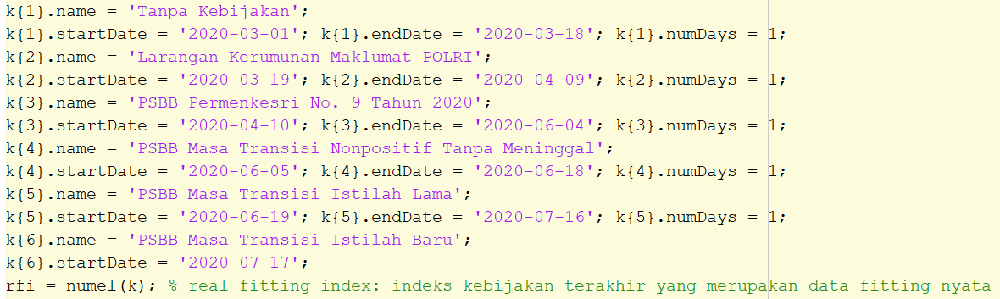 k{1}.name = 'Tanpa Kebijakan';
k{1}.startDate = '2020-03-01'; k{1}.endDate = '2020-03-18'; k{1}.numDays = 1;
k{2}.name = 'Larangan Kerumunan Maklumat POLRI';
k{2}.startDate = '2020-03-19'; k{2}.endDate = '2020-04-09'; k{2}.numDays = 1;
k{3}.name = 'PSBB Permenkesri No. 9 Tahun 2020';
k{3}.startDate = '2020-04-10'; k{3}.endDate = '2020-06-04'; k{3}.numDays = 1;
k{4}.name = 'PSBB Masa Transisi Nonpositif Tanpa Meninggal';
k{4}.startDate = '2020-06-05'; k{4}.endDate = '2020-06-18'; k{4}.numDays = 1;
k{5}.name = 'PSBB Masa Transisi Istilah Lama';
k{5}.startDate = '2020-06-19'; k{5}.endDate = '2020-07-16'; k{5}.numDays = 1;
k{6}.name = 'PSBB Masa Transisi Istilah Baru';
k{6}.startDate = '2020-07-17';
rfi = numel(k); % real fitting index: indeks kebijakan terakhir yang merupakan data fitting nyata